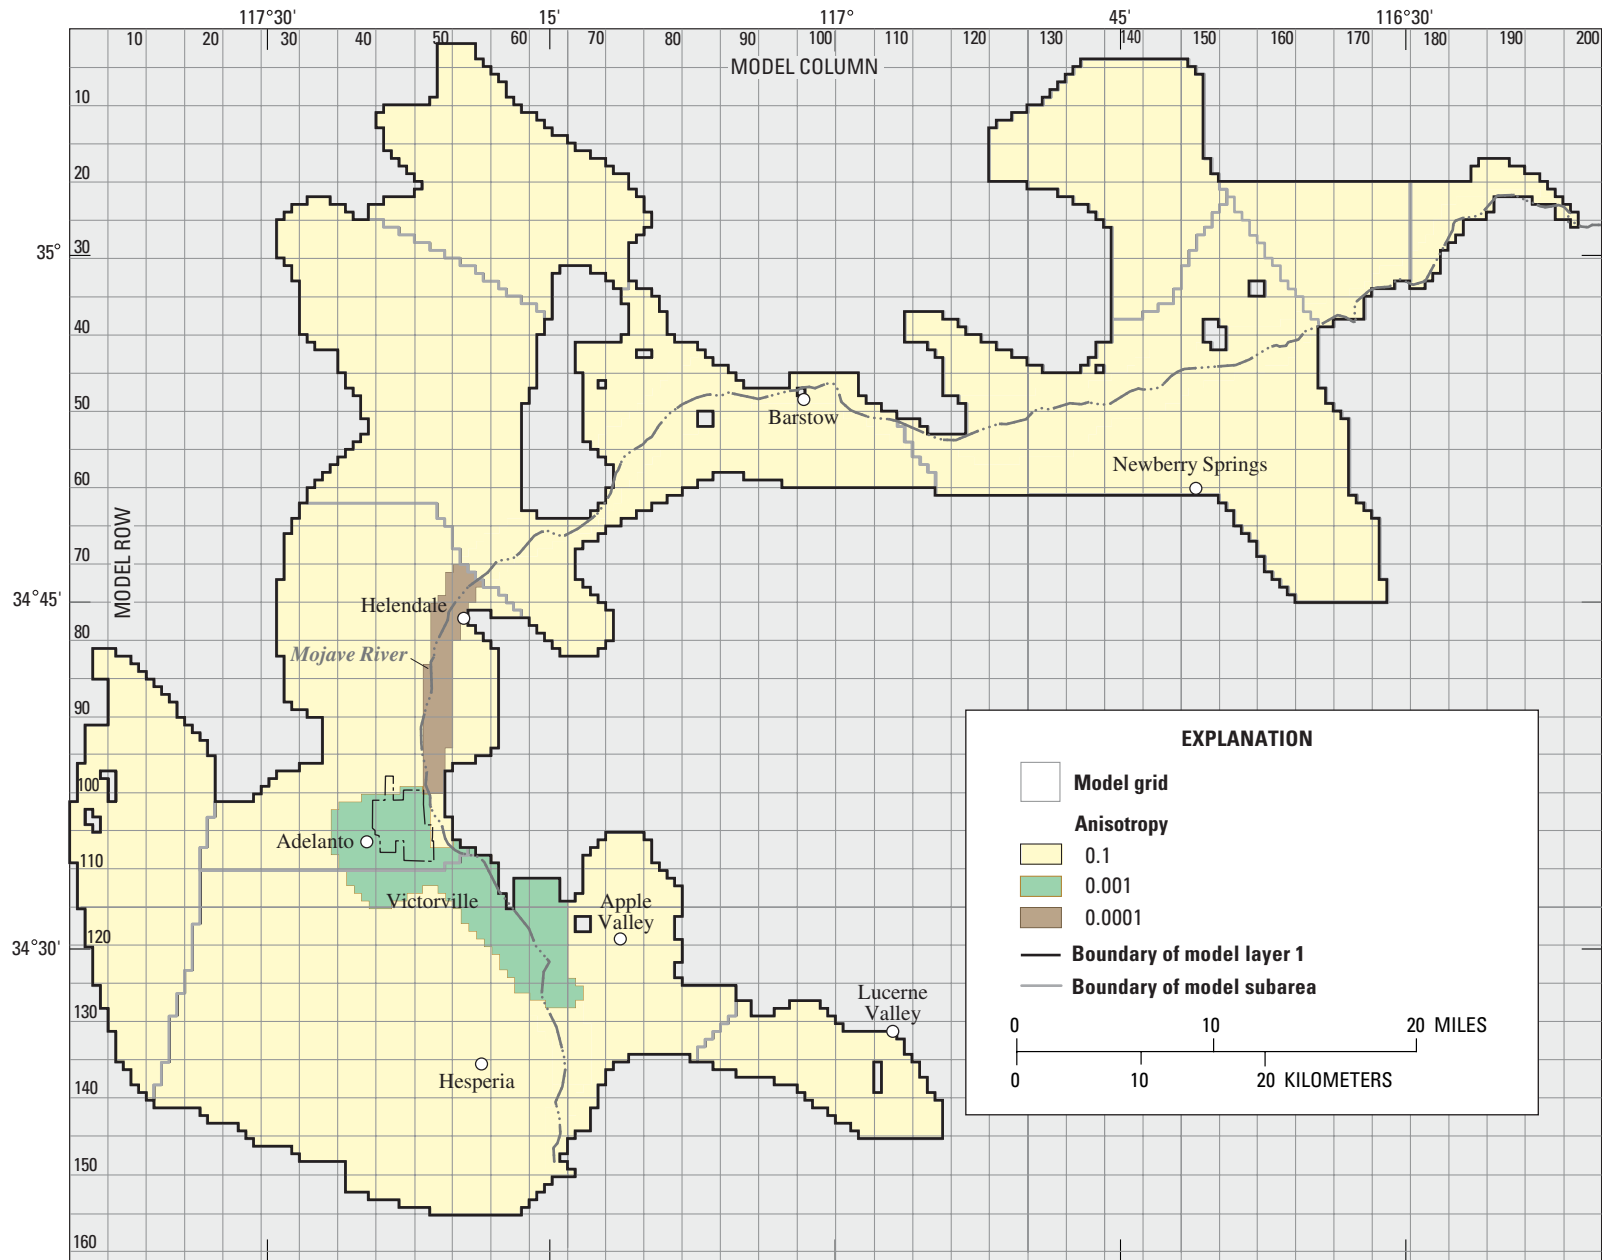 117°30' 15' 117° 45' 116°30'
10 20 30 40 50 60 70 80 90 100 110 120 130 140 150 160 170 180 190 200
MODEL COLUMN
10
20
35°
30
40
50
Barstow
Newberry Springs
60
MODEL ROW
70
34°45'
Helendale
80
Mojave River
90
100
Adelanto
110
Victorville
Apple
Valley
120
34°30'
Lucerne
Valley
130
Hesperia
140
150
160
EXPLANATION
Model grid
Anisotropy
0.1
0.001
0.0001
Boundary of model layer 1
Boundary of model subarea
0 10 20 MILES
0 10 20 KILOMETERS